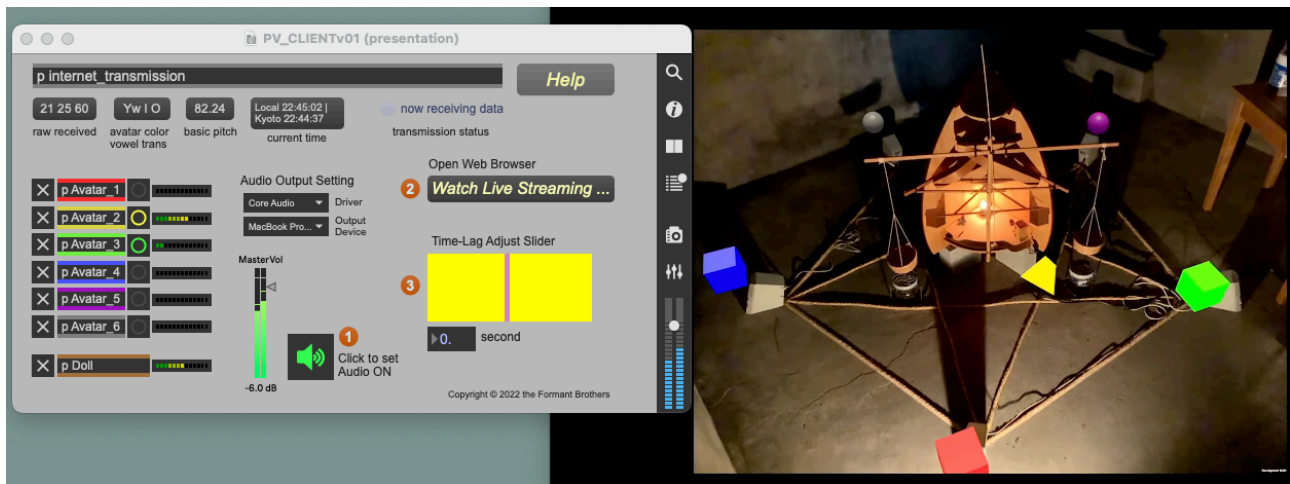 PV_CLIENTv01 (presentation)
p internet_transmission
Help
21 25 60
Yw I O
82.24
Local 22:45:02 |
Kyoto 22:44:37
now receiving data
raw received
avatar color
vowel trans
basic pitch
current time
transmission status
Open Web Browser
2
Watch Live Streaming ...
p Avatar_1
p Avatar_2
p Avatar_3
p Avatar_4
p Avatar_5
p Avatar_6
p Doll
Audio Output Setting
Core Audio
Driver
MacBook Pro...
Output
Device
MasterVol
-6.0 dB
1
Click to set
Audio ON
Time-Lag Adjust Slider
3
0.
second
Copyright © 2022 the Formant Brothers